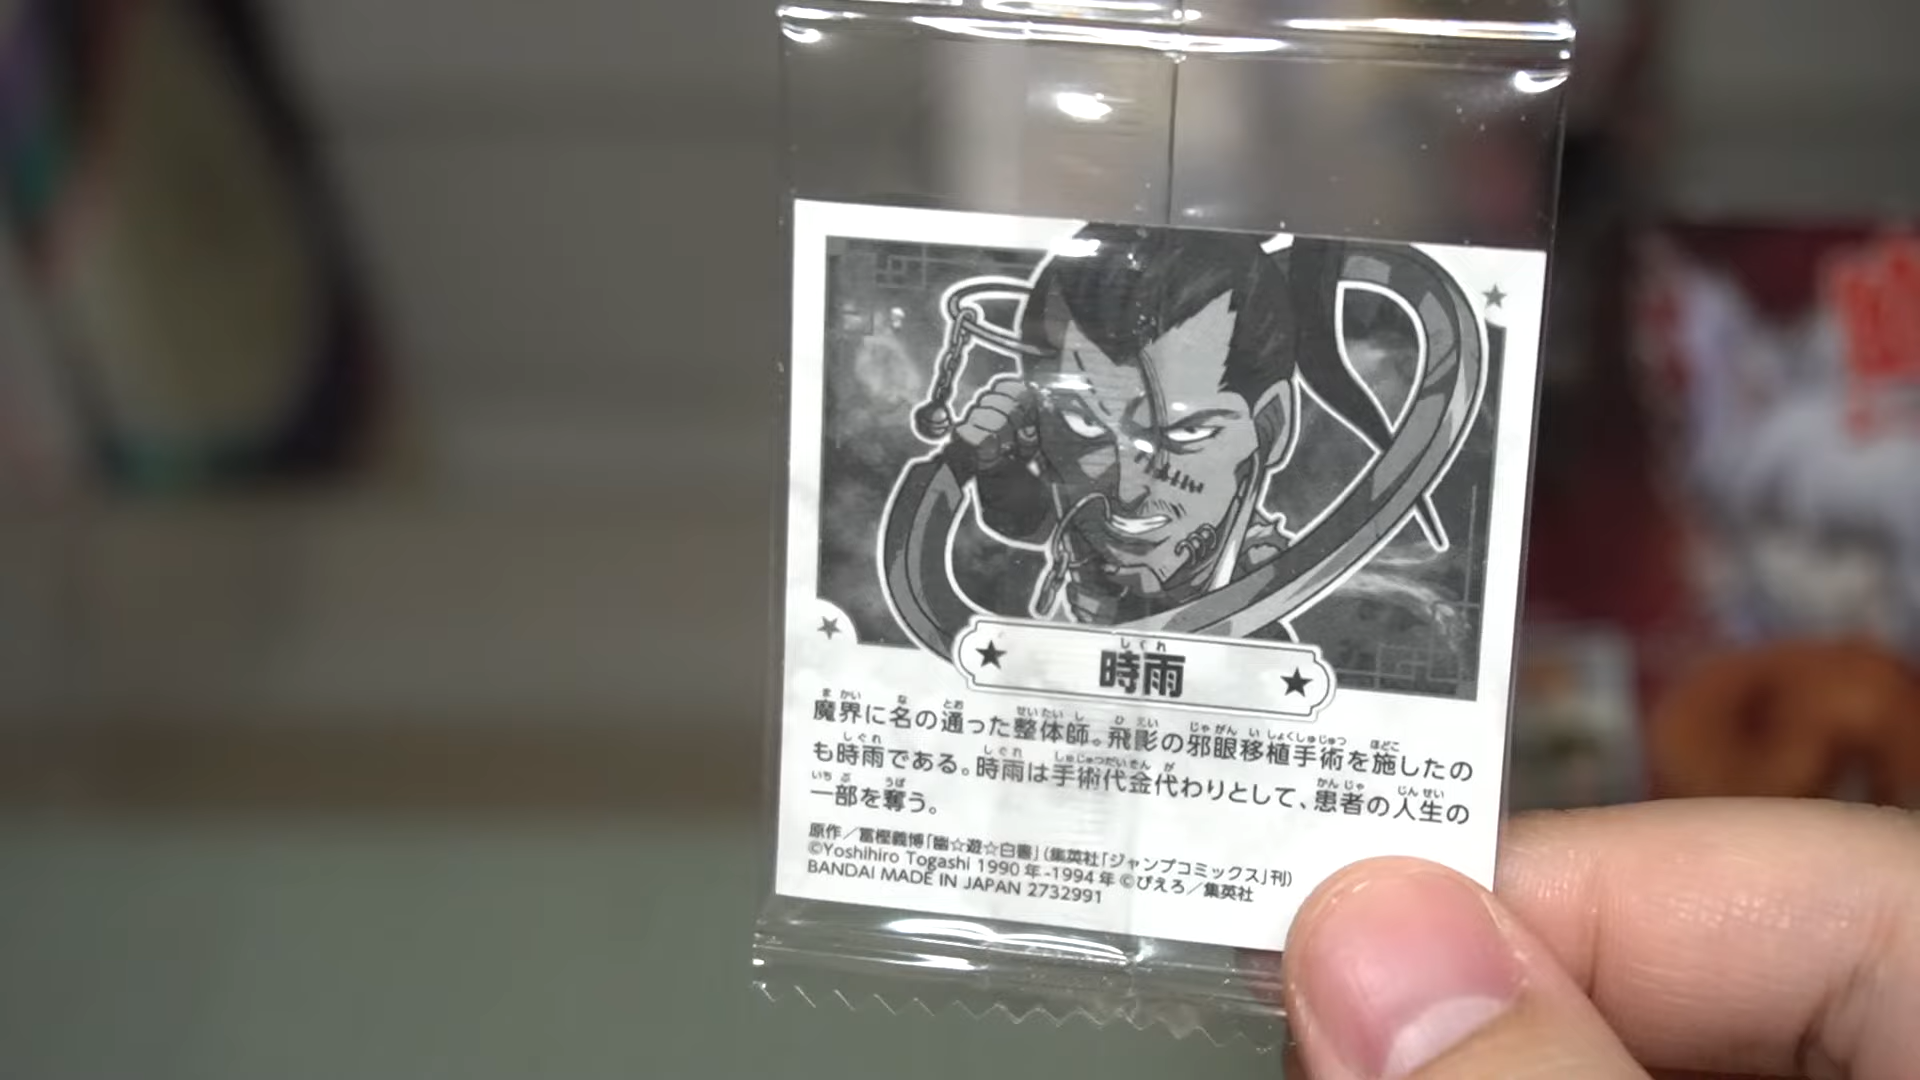 しぐれ
時雨
魔界に名の通った整体師。飛影の邪眼移植手術を施したの
も時雨である。時雨は手術代金代わりとして、患者の人生の
一部を奪う。
原作/冨樫義博「幽☆遊☆白書」(集英社「ジャンプコミックス」刊)
©Yoshihiro Togashi 1990年-1994年 ©ぴえろ/集英社
BANDAI MADE IN JAPAN 2732991